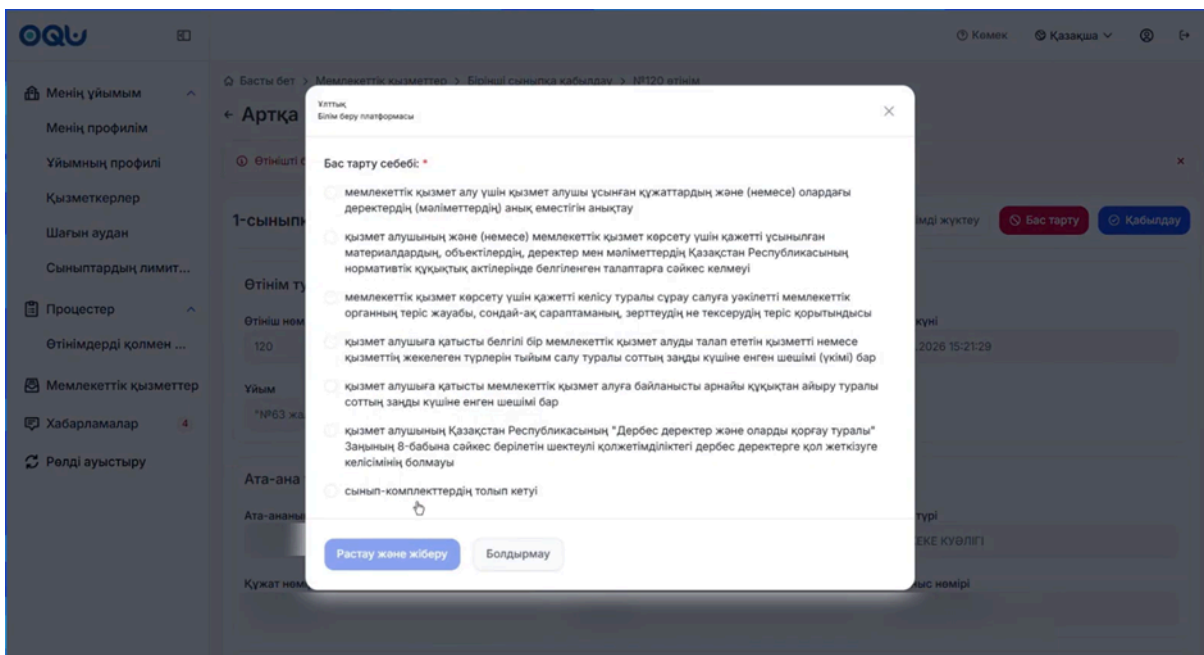 OQU
Көмек
Қазақша
Менің ұйымым
Менің профилім
Ұйымның профилі
Қызметкерлер
Шағын аудан
Сыныптардың лимит...
Процестер
Өтінімдерді қолмен ...
Мемлекеттік қызметтер
Хабарламалар 4
Рөлді ауыстыру
Басты бет > Мемлекеттік қызметтер > Бірінші сыныпқа қабылдау > №120 өтінім
← Артқа
Өтінішті
1-сыныпқ
жүктеу
Бас тарту
Қабылдау
Өтінім ту
Өтініш нөм
күні
120
.2026 15:21:29
Ұйым
"№63 жа
Ата-ана
Ата-ананы
түрі
ЕКЕ КУӘЛІГІ
Құжат нөмі
ныс нөмірі
Ұлттық
Білім беру платформасы
Бас тарту себебі: *
мемлекеттік қызмет алу үшін қызмет алушы ұсынған құжаттардың және (немесе) олардағы
деректердің (мәліметтердің) анық еместігін анықтау
қызмет алушының және (немесе) мемлекеттік қызмет көрсету үшін қажетті ұсынылған
материалдардың, объектілердің, деректер мен мәліметтердің Қазақстан Республикасының
нормативтік құқықтық актілерінде белгіленген талаптарға сәйкес келмеуі
мемлекеттік қызмет көрсету үшін қажетті келісу туралы сұрау салуға уәкілетті мемлекеттік
органның теріс жауабы, сондай-ақ сараптаманың, зерттеудің не тексерудің теріс қорытындысы
қызмет алушыға қатысты белгілі бір мемлекеттік қызмет алуды талап ететін қызметті немесе
қызметтің жекелеген түрлерін тыйым салу туралы соттың заңды күшіне енген шешімі (үкімі) бар
қызмет алушыға қатысты мемлекеттік қызмет алуға байланысты арнайы құқықтан айыру туралы
соттың заңды күшіне енген шешімі бар
қызмет алушының Қазақстан Республикасының "Дербес деректер және оларды қорғау туралы"
Заңының 8-бабына сәйкес берілетін шектеулі қолжетімділіктегі дербес деректерге қол жеткізуге
келісімінің болмауы
сынып-комплекттердің толып кетуі
Растау және жіберу
Болдырмау